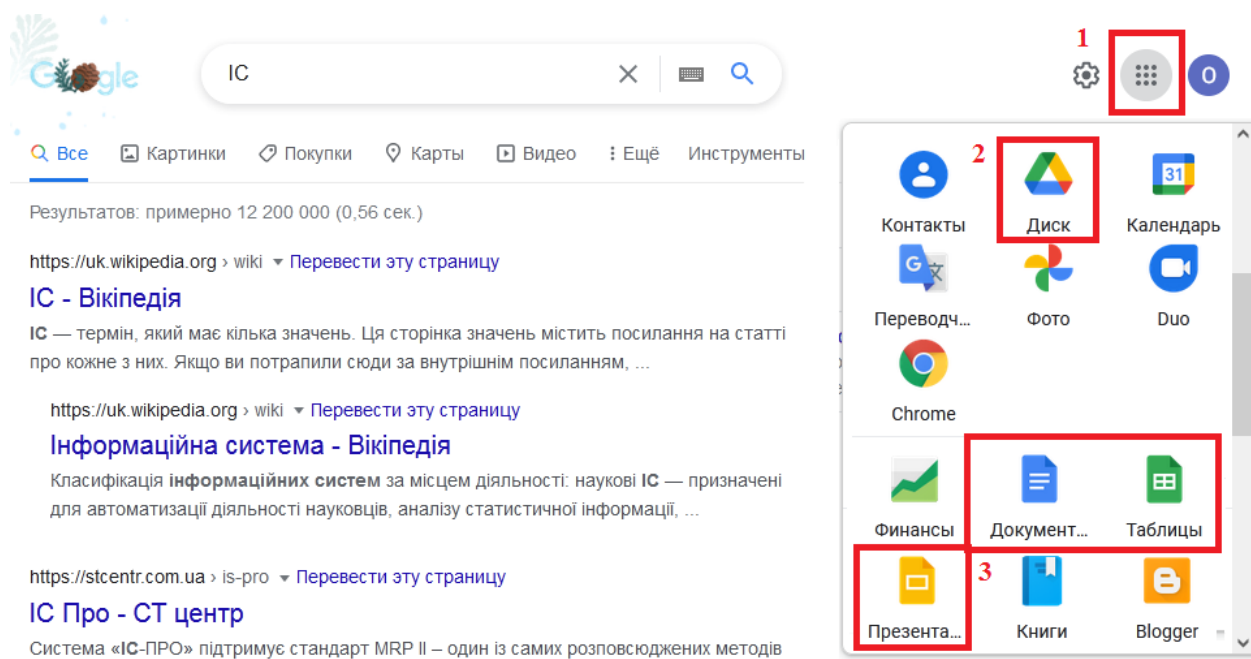 Google
IC
1
O
Все
Картинки
Покупки
Карты
Видео
Ещё
Инструменты
Результатов: примерно 12 200 000 (0,56 сек.)
https://uk.wikipedia.org › wiki ▼ Перевести эту страницу
ІС - Вікіпедія
ІС — термін, який має кілька значень. Ця сторінка значень містить посилання на статті
про кожне з них. Якщо ви потрапили сюди за внутрішнім посиланням, ...
https://uk.wikipedia.org › wiki ▼ Перевести эту страницу
Інформаційна система - Вікіпедія
Класифікація інформаційних систем за місцем діяльності: наукові ІС — призначені
для автоматизації діяльності науковців, аналізу статистичної інформації, ...
https://stcentr.com.ua › is-pro ▼ Перевести эту страницу
ІС Про - СТ центр
Система «ІС-ПРО» підтримує стандарт MRP II – один із самих розповсюджених методів
2
31
Контакты
Диск
Календарь
G 文
Переводч...
Фото
Duo
Chrome
Финансы
Документ...
Таблицы
3
Презента...
Книги
Blogger